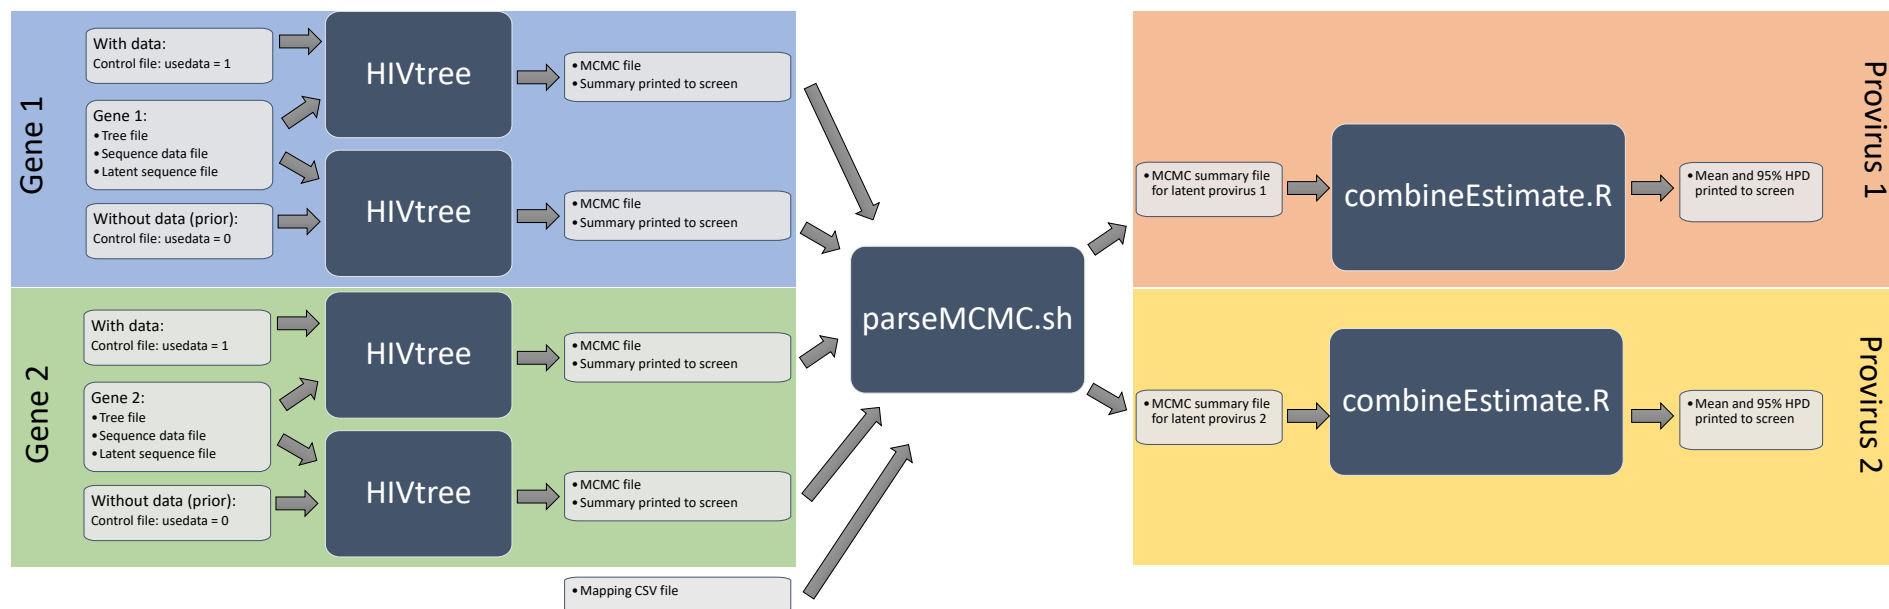 Gene 1
With data:
Control file: usedata = 1
Gene 1:
• Tree file
• Sequence data file
• Latent sequence file
Without data (prior):
Control file: usedata = 0
HIVtree
HIVtree
• MCMC file
• Summary printed to screen
• MCMC file
• Summary printed to screen
Gene 2
With data:
Control file: usedata = 1
Gene 2:
• Tree file
• Sequence data file
• Latent sequence file
Without data (prior):
Control file: usedata = 0
HIVtree
HIVtree
• MCMC file
• Summary printed to screen
• MCMC file
• Summary printed to screen
• Mapping CSV file
parseMCMC.sh
• MCMC summary file
for latent provirus 1
combineEstimate.R
• Mean and 95% HPD
printed to screen
Provirus 1
• MCMC summary file
for latent provirus 2
combineEstimate.R
• Mean and 95% HPD
printed to screen
Provirus 2